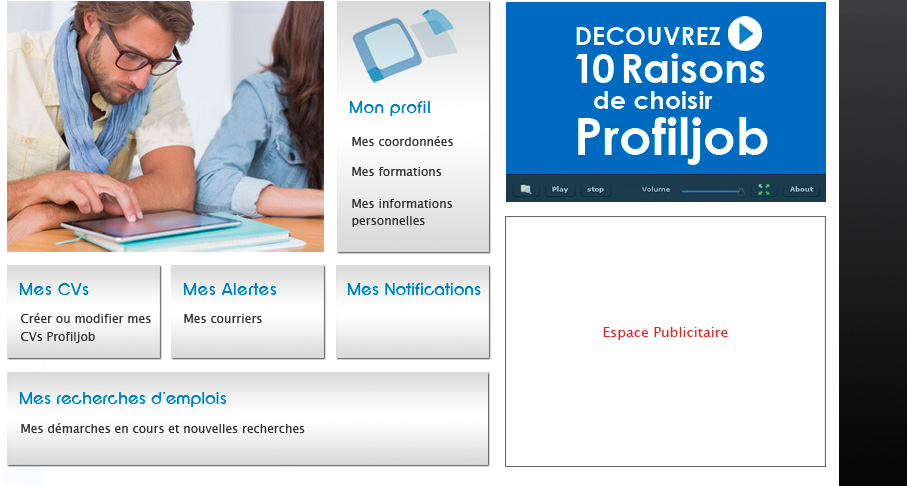 Mon profil
Mes coordonnées
Mes formations
Mes informations
personnelles
DECOUVREZ
10 Raisons
de choisir
Profiljob
Play
stop
Volume
About
Mes CVs
Créer ou modifier mes
CVs Profiljob
Mes Alertes
Mes courriers
Mes Notifications
Espace Publicitaire
Mes recherches d'emplois
Mes démarches en cours et nouvelles recherches